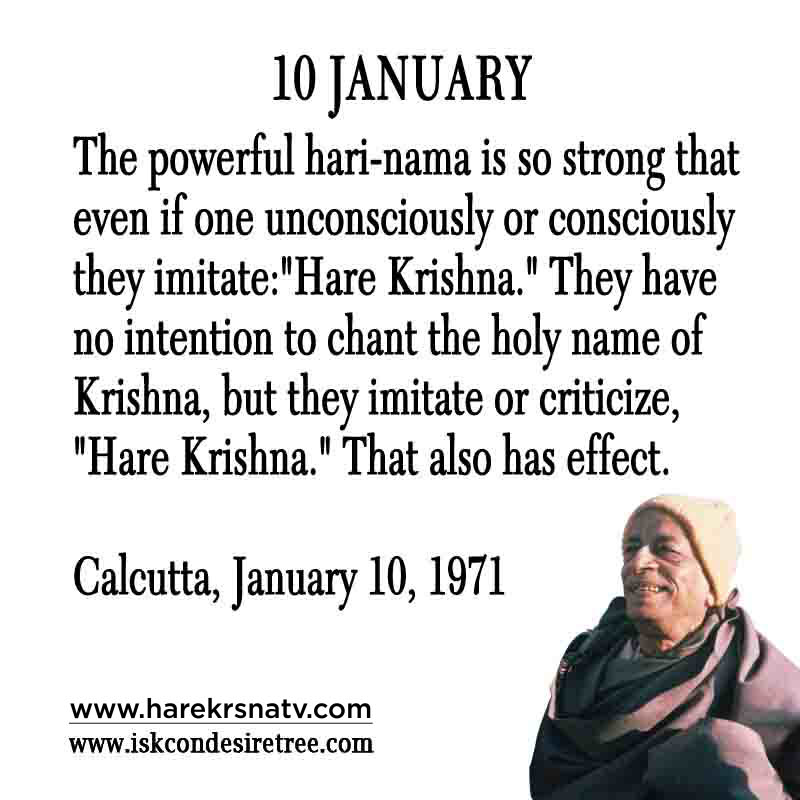 10 JANUARY
The powerful hari-nama is so strong that
even if one unconsciously or consciously
they imitate:"Hare Krishna." They have
no intention to chant the holy name of
Krishna, but they imitate or criticize,
"Hare Krishna." That also has effect.
Calcutta, January 10, 1971
www.harekrsnatv.com
www.iskcondesiretree.com